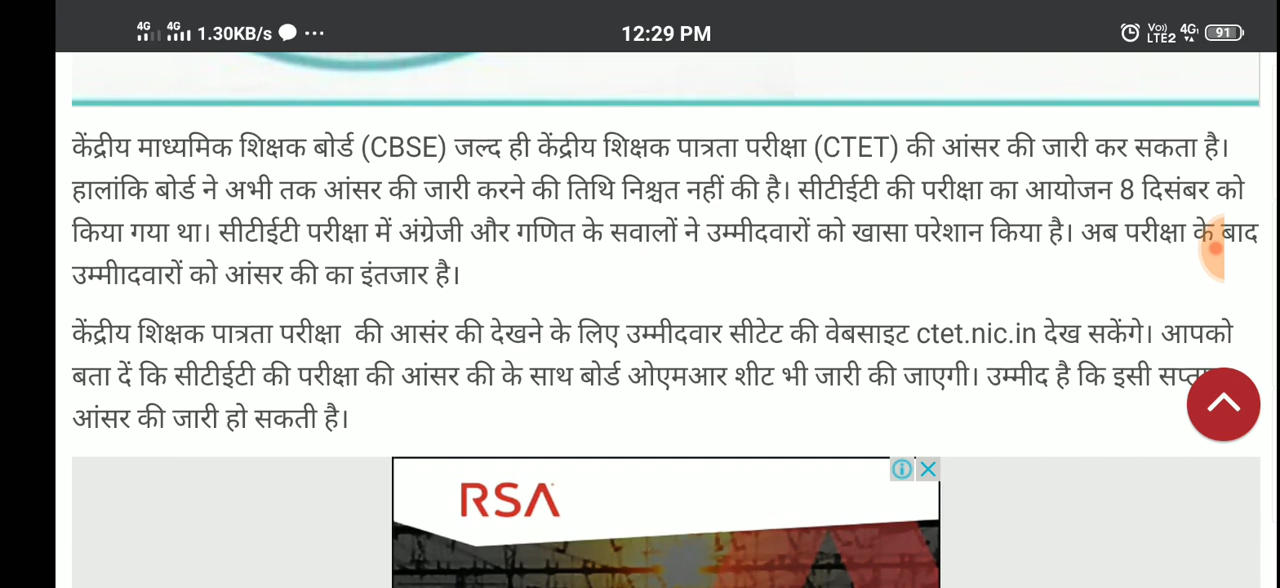 4G 4G 1.30KB/s ... 12:29 PM Vo)) LTE2 4G 91
केंद्रीय माध्यमिक शिक्षक बोर्ड (CBSE) जल्द ही केंद्रीय शिक्षक पात्रता परीक्षा (CTET) की आंसर की जारी कर सकता है।
हालांकि बोर्ड ने अभी तक आंसर की जारी करने की तिथि निश्चत नहीं की है। सीटीईटी की परीक्षा का आयोजन 8 दिसंबर को
किया गया था। सीटीईटी परीक्षा में अंग्रेजी और गणित के सवालों ने उम्मीदवारों को खासा परेशान किया है। अब परीक्षा के बाद
उम्मीादवारों को आंसर की का इंतजार है।
केंद्रीय शिक्षक पात्रता परीक्षा की आसंर की देखने के लिए उम्मीदवार सीटेट की वेबसाइट ctet.nic.in देख सकेंगे। आपको
बता दें कि सीटीईटी की परीक्षा की आंसर की के साथ बोर्ड ओएमआर शीट भी जारी की जाएगी। उम्मीद है कि इसी
आंसर की जारी हो सकती है।
RSA